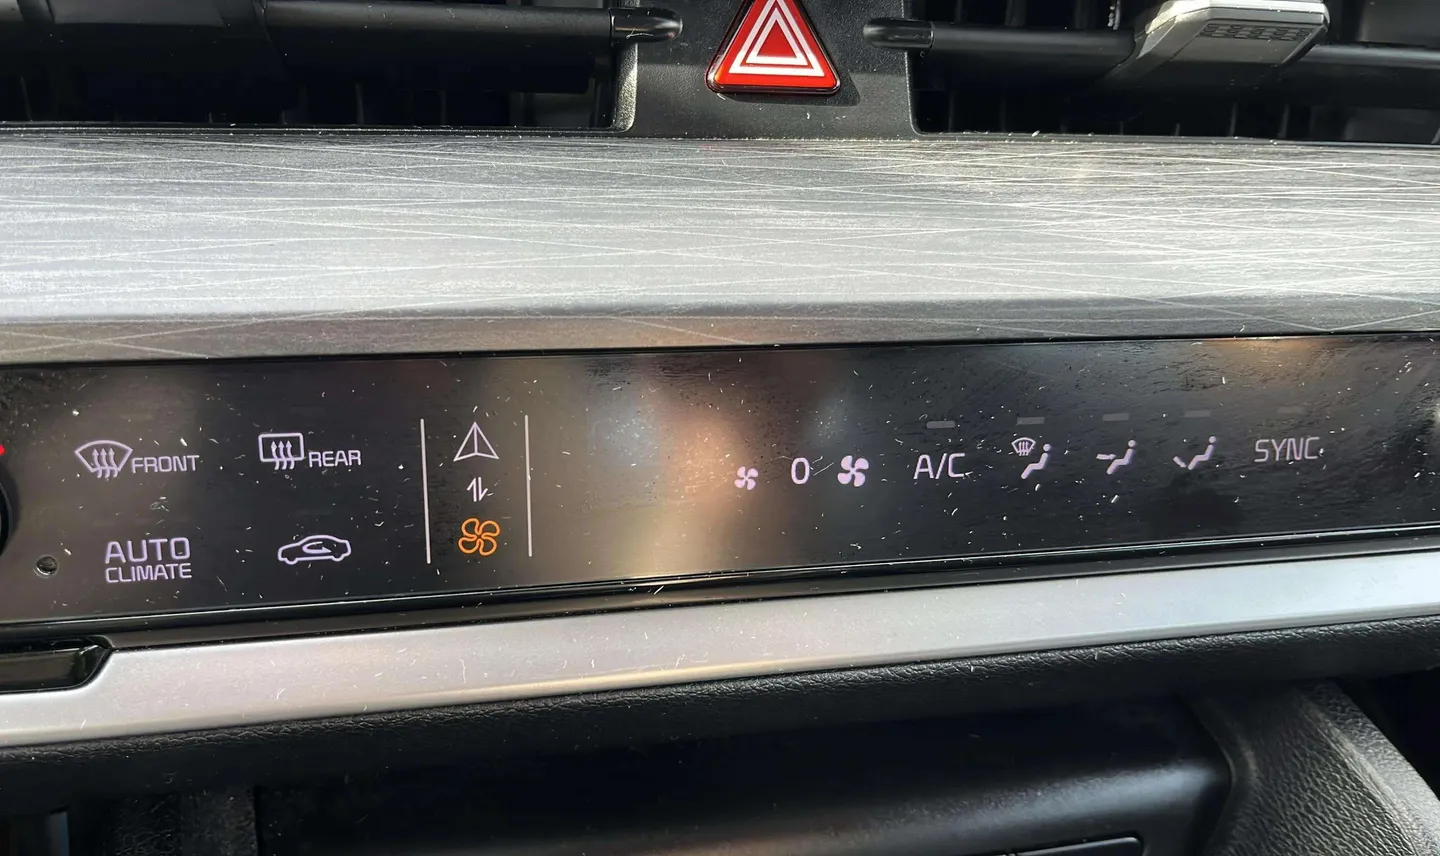 FRONT
REAR
AUTO
CLIMATE
0
A/C
SYNC